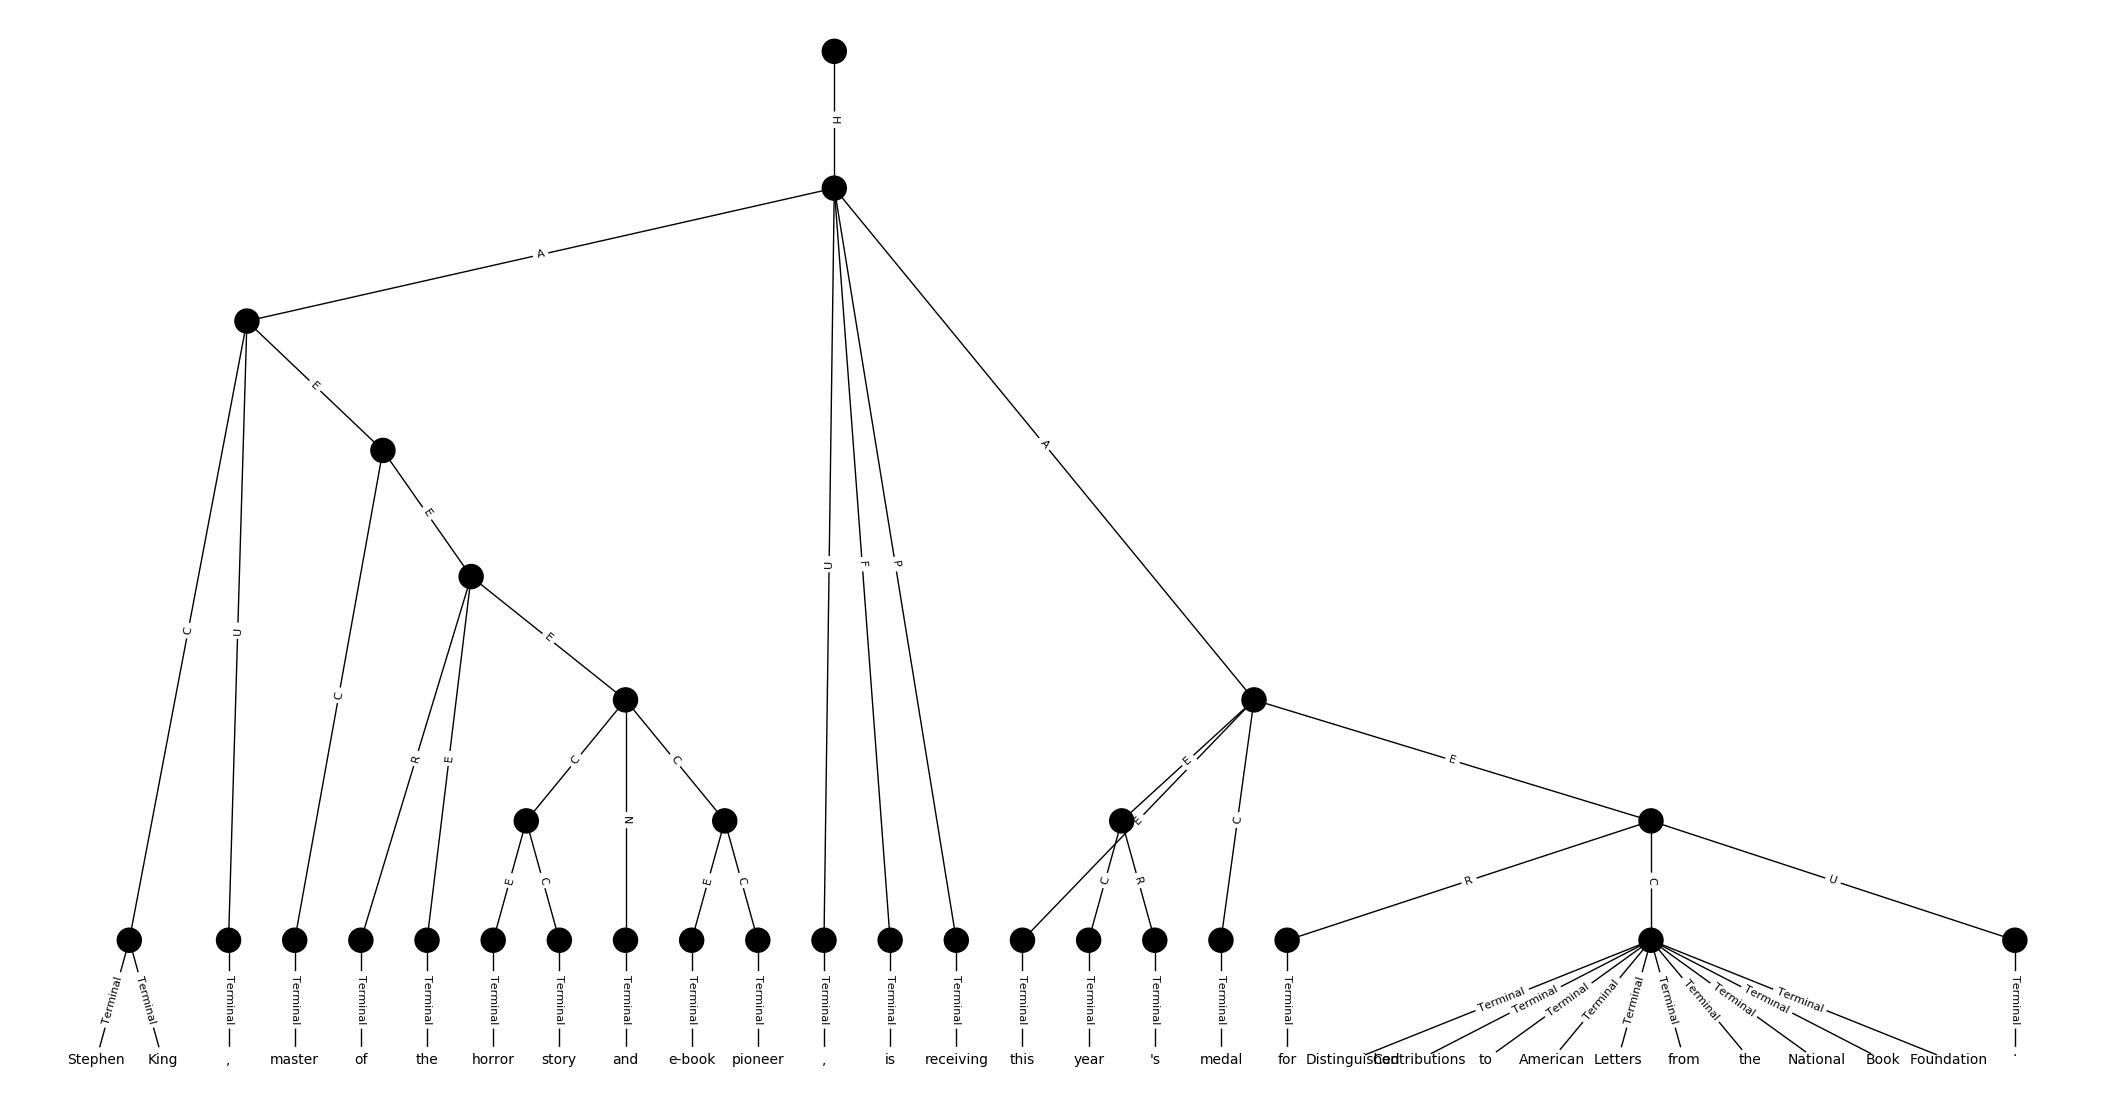 H
A
E
E
C U U F P A
C
E
R E C C E E C E
E N C R C U
E C E C C R
Terminal Terminal Terminal Terminal Terminal Terminal Terminal Terminal Terminal Terminal Terminal Terminal Terminal Terminal Terminal Terminal Terminal Terminal Terminal Terminal Terminal Terminal Terminal Terminal Terminal Terminal Terminal Terminal Terminal Terminal Terminal
Stephen King , master of the horror story and e-book pioneer , is receiving this year 's medal for Distinguished Contributions to American Letters from the National Book Foundation .